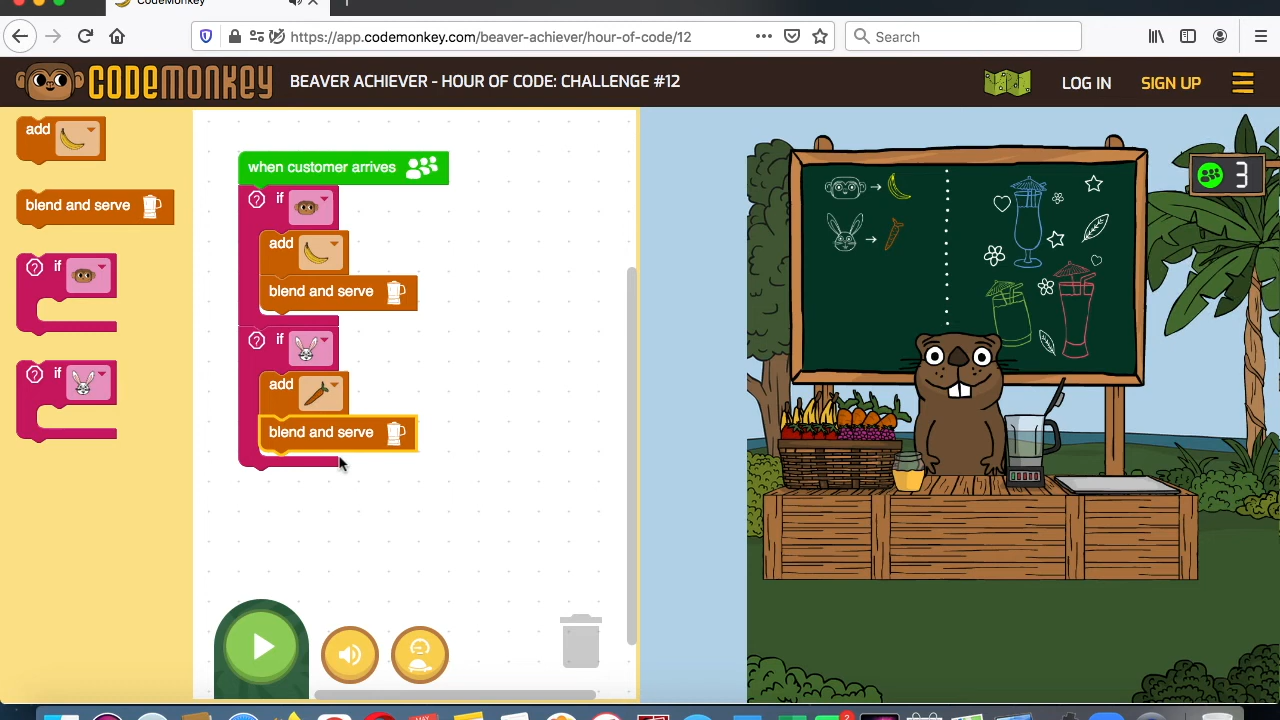 CodeMonkey
https://app.codemonkey.com/beaver-achiever/hour-of-code/12
Search
CODEMONKEY
BEAVER ACHIEVER - HOUR OF CODE: CHALLENGE #12
LOG IN
SIGN UP
add
blend and serve
if
if
when customer arrives
if
add
blend and serve
if
add
blend and serve
3
MAY
2